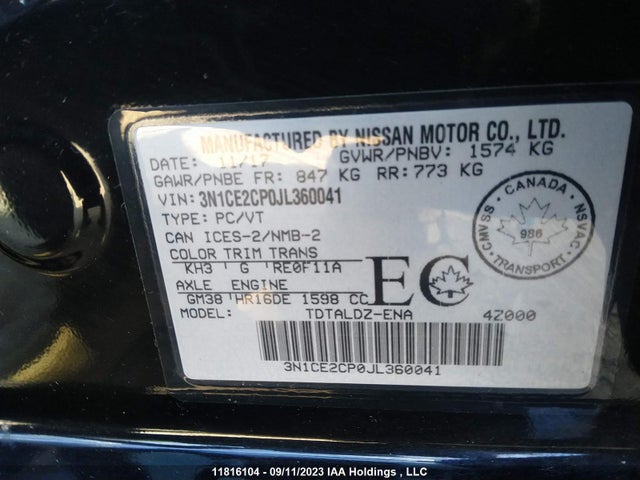 MANUFACTURED BY NISSAN MOTOR CO., LTD.
DATE: 11/17 GVWR/PNBV: 1574 KG
GAWR/PNBE FR: 847 KG RR: 773 KG
VIN: 3N1CE2CP0JL360041
TYPE: PC/VT
CAN ICES-2/NMB-2
COLOR TRIM TRANS
KH3 G RE0F11A
AXLE ENGINE
GM38 HR16DE 1598 CC
MODEL: TDTALDZ-ENA 4Z000
EC
3N1CE2CP0JL360041
CANADA
CMVSS 986 NSVAC
TRANSPORT
11816104 - 09/11/2023 IAA Holdings , LLC